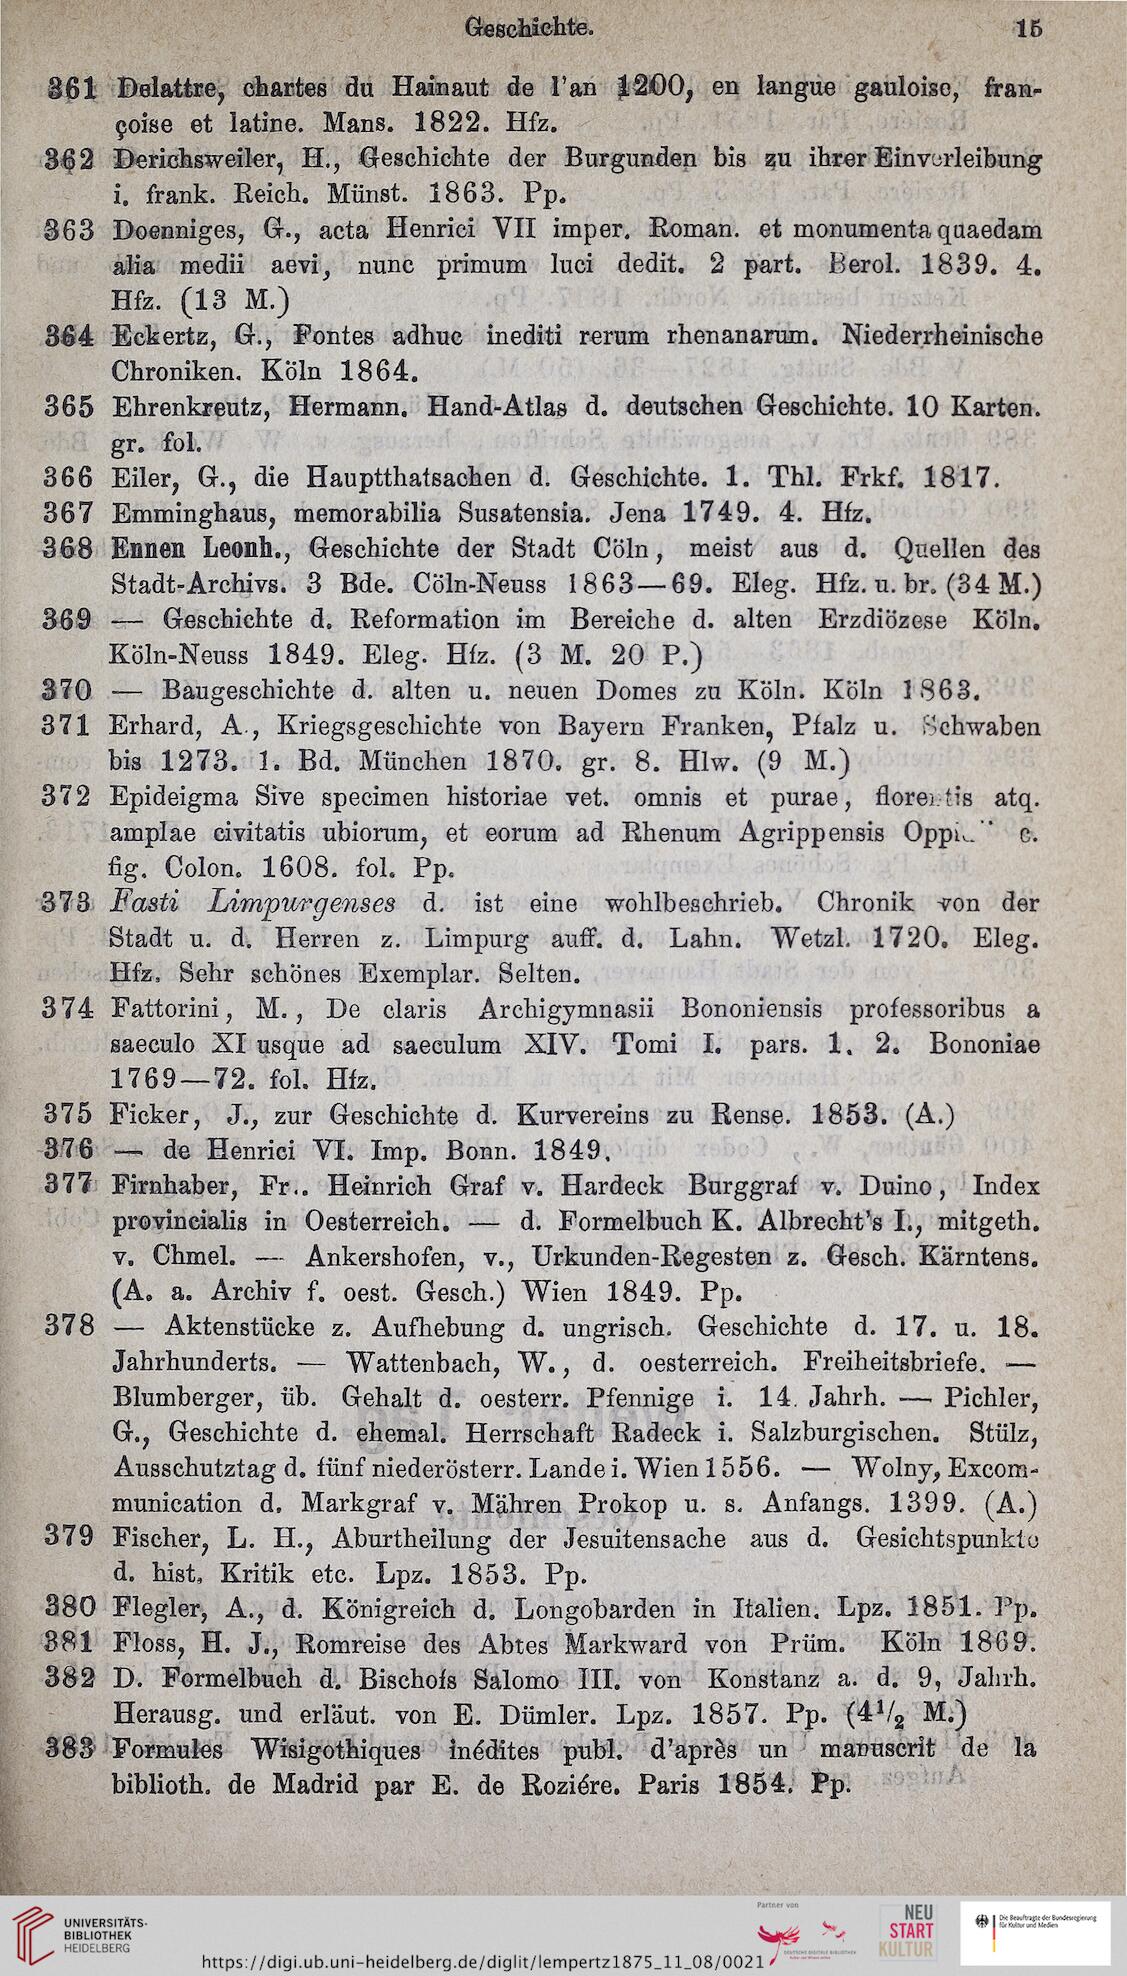 Geschichte.
15
361 Delattre, chartes du Hainaut de l'an 1200, en langue gauloise, fran-
çoise et latine. Mans. 1822. Hfz.
362 Derichsweiler, H., Geschichte der Burgunden bis zu ihrer Einverleibung
i. frank. Reich. Münst. 1863. Pp.
363 Doenniges, G., acta Henrici VII imper. Roman. et monumenta quaedam
alia medii aevi, nunc primum luci dedit. 2 part. Berol. 1839. 4.
Hfz. (13 M.)
364 Eckertz, G., Fontes adhuc inediti rerum rhenanarum. Niederrheinische
Chroniken. Köln 1864.
365 Ehrenkreutz, Hermann. Hand-Atlas d. deutschen Geschichte. 10 Karten.
gr. fol.
366 Eiler, G., die Hauptthatsachen d. Geschichte. 1. Thl. Frkf. 1817.
367 Emminghaus, memorabilia Susatensia. Jena 1749. 4. Hfz.
368 Ennen Leonh., Geschichte der Stadt Cöln, meist aus d. Quellen des
Stadt-Archivs. 3 Bde. Cöln-Neuss 1863—69. Eleg. Hfz. u. br. (34 M.)
369 — Geschichte d. Reformation im Bereiche d. alten Erzdiözese Köln.
Köln-Neuss 1849. Eleg. Hfz. (3 M. 20 P.)
370 — Baugeschichte d. alten u. neuen Domes zu Köln. Köln 1863.
371 Erhard, A., Kriegsgeschichte von Bayern Franken, Pfalz u. Schwaben
bis 1273. 1. Bd. München 1870. gr. 8. Hlw. (9 M.)
372 Epideigma Sive specimen historiae vet. omnis et purae, florentis atq.
amplae civitatis ubiorum, et eorum ad Rhenum Agrippensis c.
fig. Colon. 1608. fol. Pp.
373 Fasti Limpurgenses d. ist eine wohlbeschrieb. Chronik von der
Stadt u. d. Herren z. Limpurg auff. d. Lahn. Wetzl. 1720. Eleg.
Hfz. Sehr schönes Exemplar. Selten.
374 Fattorini, M., De claris Archigymnasii Bononiensis professoribus a
saeculo XI usque ad saeculum XIV. Tomi I. pars. 1. 2. Bononiae
1769—72. fol. Hfz.
375 Ficker, J., zur Geschichte d. Kurvereins zu Rense. 1853. (A.)
376 — de Henrici VI. Imp. Bonn. 1849.
377 Firnhaber, Fr.. Heinrich Graf v. Hardeck Burggraf v. Duino, Index
provincialis in Oesterreich. — d. Formelbuch K. Albrecht's I., mitgeth.
v. Chmel. — Ankershofen, v., Urkunden-Regesten z. Gesch. Kärntens.
(A. a. Archiv f. oest. Gesch.) Wien 1849. Pp.
378 — Aktenstücke z. Aufhebung d. ungrisch. Geschichte d. 17. u. 18.
Jahrhunderts. — Wattenbach, W., d. oesterreich. Freiheitsbriefe. —
Blumberger, üb. Gehalt d. oesterr. Pfennige i. 14. Jahrh. — Pichler,
G., Geschichte d. ehemal. Herrschaft Radeck i. Salzburgischen. Stülz,
Ausschutztag d. fünf niederösterr. Lande i. Wien 1556. — Wolny, Excom-
munication d. Markgraf v. Mähren Prokop u. s. Anfangs. 1399. (A.)
379 Fischer, L. H., Aburtheilung der Jesuitensache aus d. Gesichtspunkte
d. hist. Kritik etc. Lpz. 1853. Pp.
380 Flegler, A., d. Königreich d. Longobarden in Italien. Lpz. 1851. Pp.
381 Floss, H. J., Romreise des Abtes Markward von Prüm. Köln 1869.
382 D. Formelbuch d. Bischofs Salomo III. von Konstanz a. d. 9, Jahrh.
Herausg. und erläut. von E. Dümler. Lpz. 1857. Pp. (4½ M.)
383 Formules Wisigothiques inédites publ. d'après un manuscrit de la
biblioth. de Madrid par E. de Roziére. Paris 1854. Pp.
UNIVERSITÄTS-
BIBLIOTHEK
HEIDELBERG
https://digi.ub.uni-heidelberg.de/diglit/lempertz1875_11_08/0021
Partner von
DEUTSCHE DIGITALE BIBLIOTHEK
Kultur und Wissen online
NEU
START
KULTUR
Die Beauftragte der Bundesregierung
für Kultur und Medien